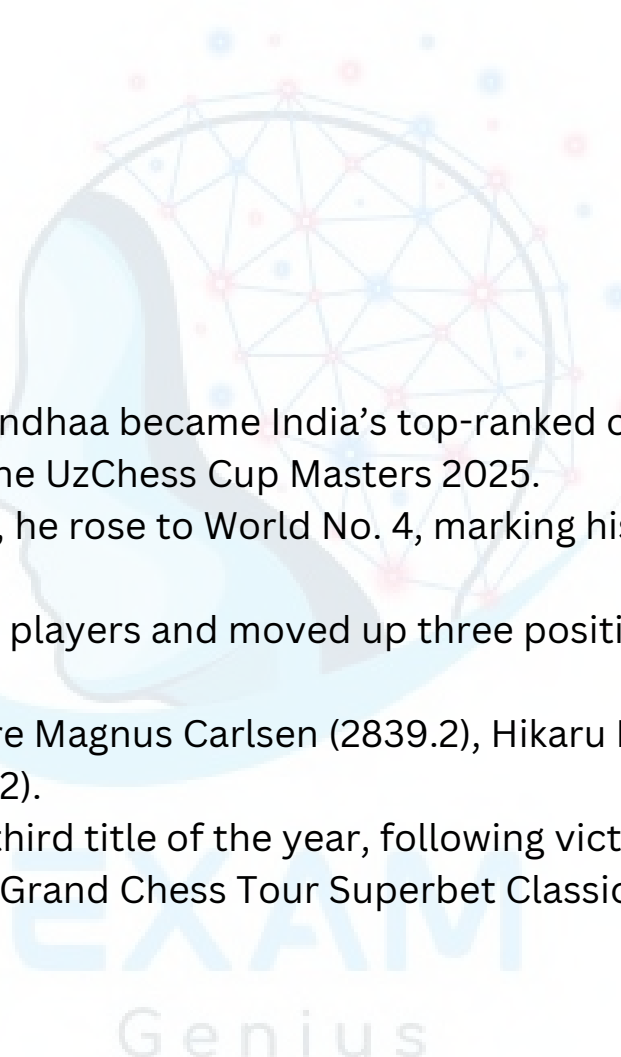 ndhaa became India’s top-ranked
he UzChess Cup Masters 2025.
, he rose to World No. 4, marking his
players and moved up three positi
re Magnus Carlsen (2839.2), Hikaru
2).
third title of the year, following vict
Grand Chess Tour Superbet Classic
EXAM
Genius